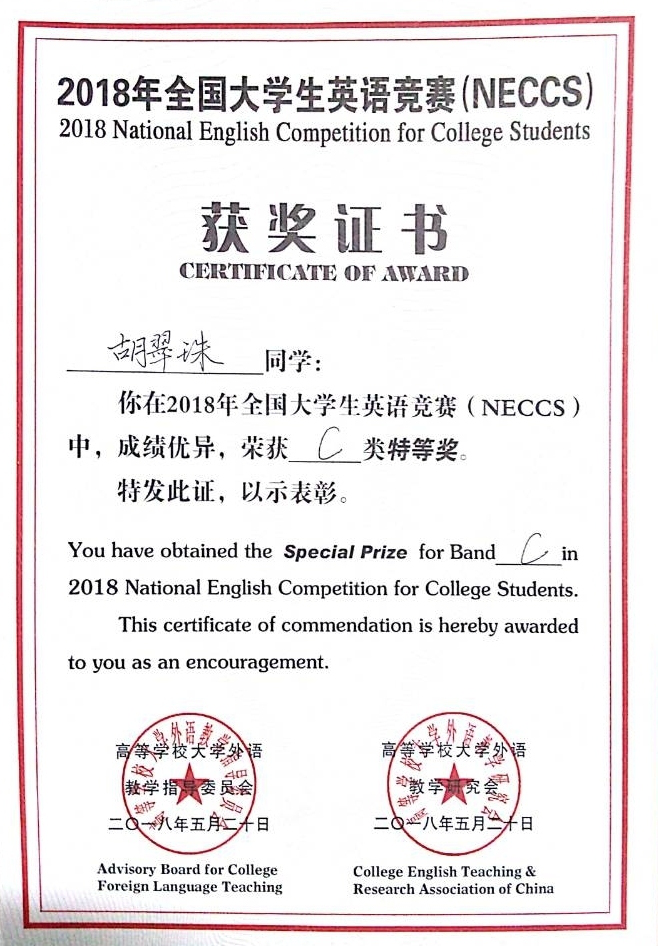 2018年全国大学生英语竞赛(NECCS)
2018 National English Competition for College Students
获奖证书
CERTIFICATE OF AWARD
胡翠珠 同学：
你在2018年全国大学生英语竞赛（NECCS）
中，成绩优异，荣获 C 类特等奖。
特发此证，以示表彰。
You have obtained the Special Prize for Band C in
2018 National English Competition for College Students.
This certificate of commendation is hereby awarded
to you as an encouragement.
高等学校大学外语
教学指导委员会
二〇一八年五月二十日
Advisory Board for College
Foreign Language Teaching
高等学校大学外语
教学研究会
二〇一八年五月二十日
College English Teaching &
Research Association of China